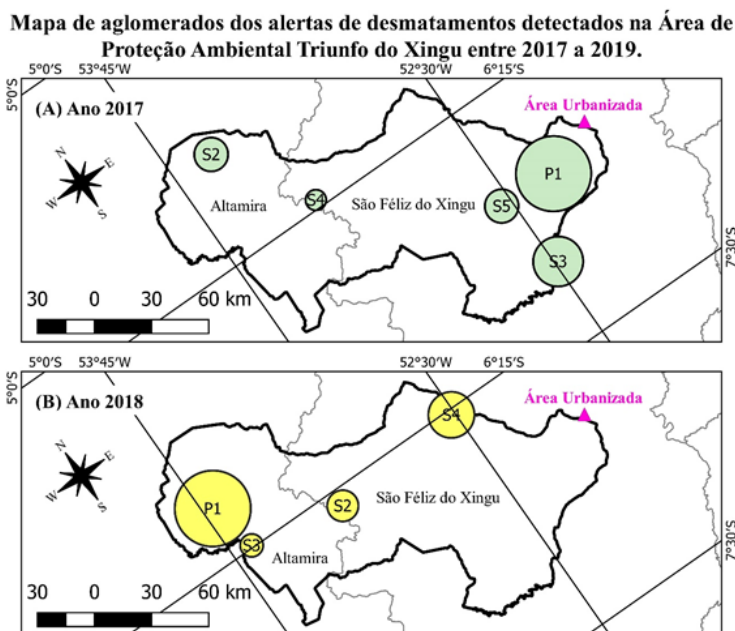 Mapa de aglomerados dos alertas de desmatamentos detectados na Área de
Proteção Ambiental Triunfo do Xingu entre 2017 a 2019.
5°0'S 53°45'W 52°30'W 6°15'S
5°0'S
(A) Ano 2017
Área Urbanizada
N
E
W
S
S2
P1
S4
S5
Altamira
São Féliz do Xingu
S3
7°30'S
30 0 30 60 km
5°0'S 53°45'W 52°30'W 6°15'S
5°0'S
(B) Ano 2018
Área Urbanizada
S4
N
E
W
S
P1
S2
São Féliz do Xingu
S3
Altamira
7°30'S
30 0 30 60 km